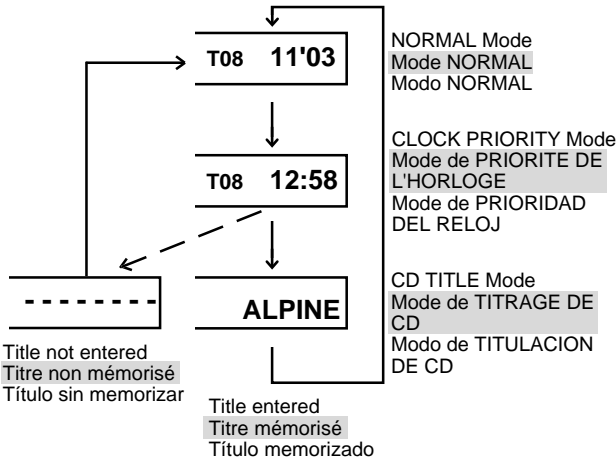 T08 11'03
NORMAL Mode
Mode NORMAL
Modo NORMAL
T08 12:58
CLOCK PRIORITY Mode
Mode de PRIORITE DE
L'HORLOGE
Mode de PRIORIDAD
DEL RELOJ
--------
ALPINE
CD TITLE Mode
Mode de TITRAGE DE
CD
Modo de TITULACION
DE CD
Title not entered
Titre non mémorisé
Título sin memorizar
Title entered
Titre mémorisé
Título memorizado